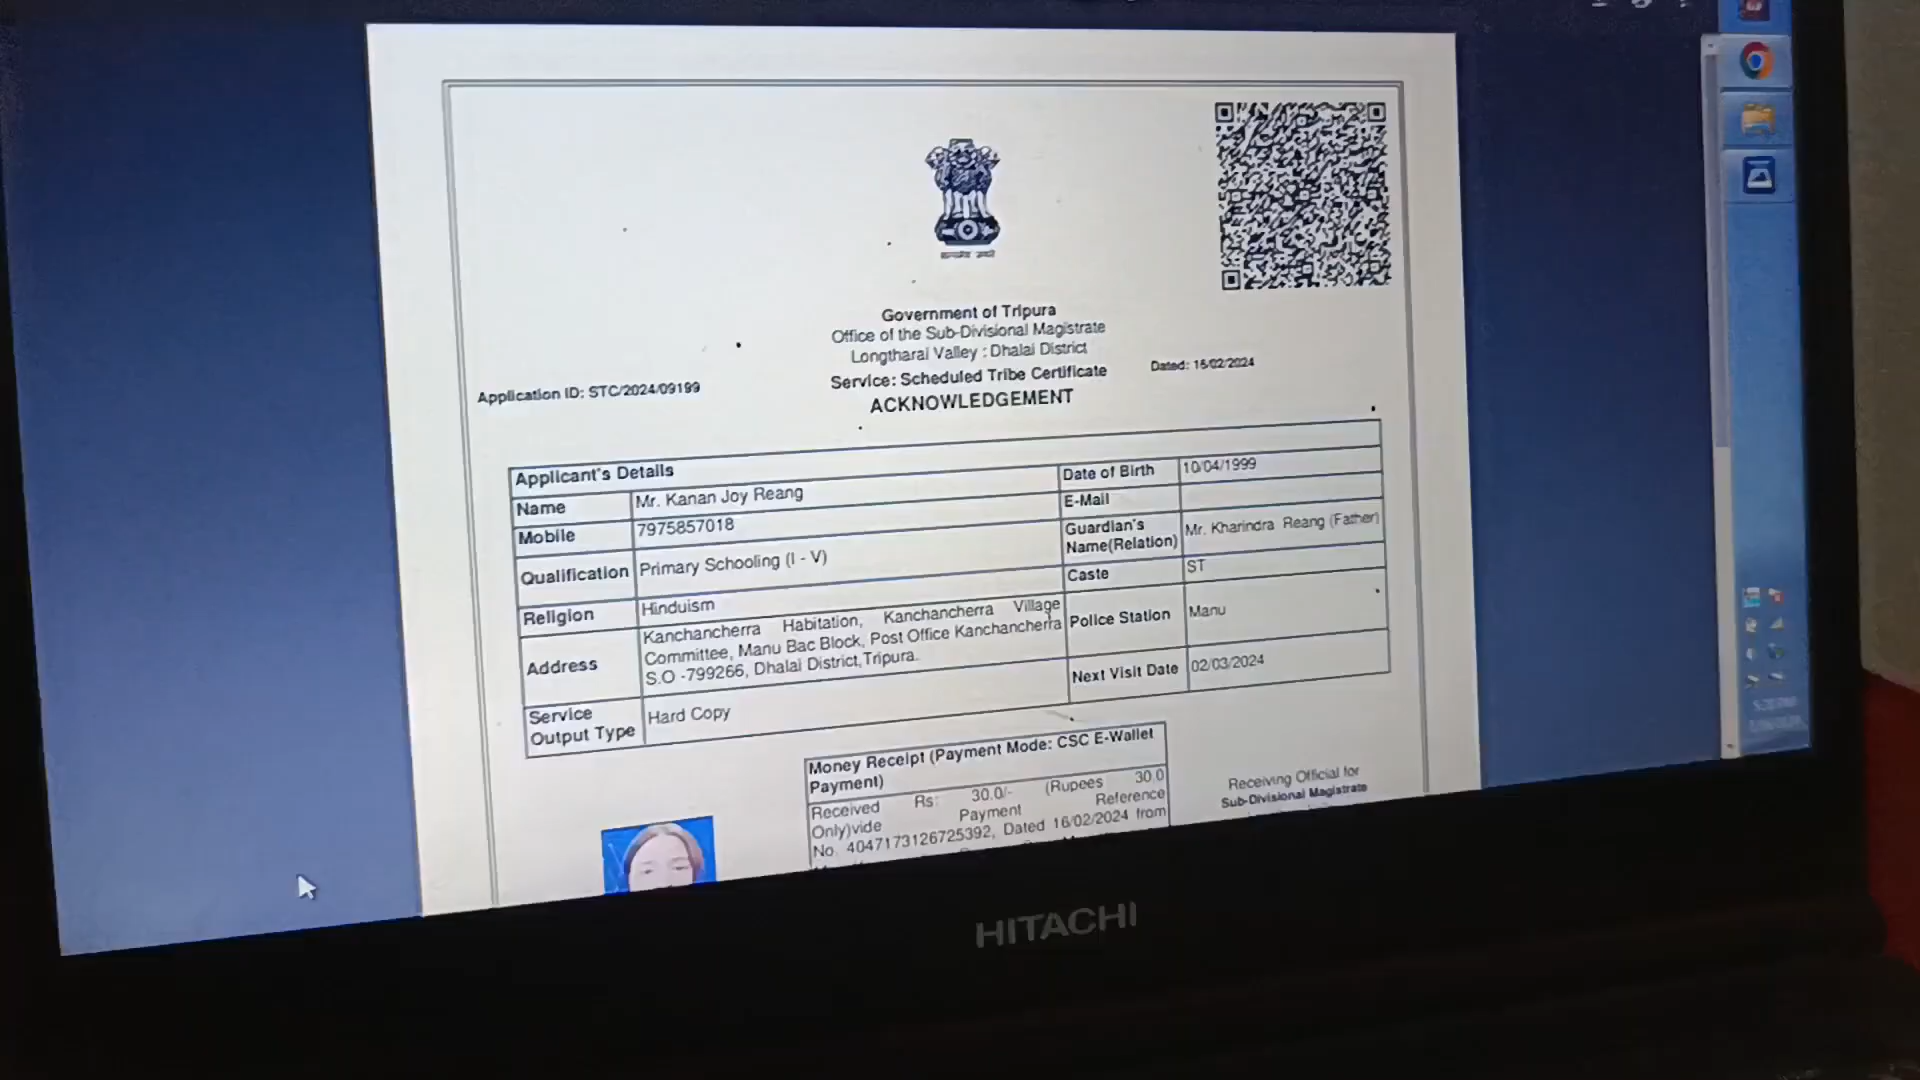 सत्यमेव जयते
Government of Tripura
Office of the Sub-Divisional Magistrate
Longtharai Valley : Dhalai District
Service: Scheduled Tribe Certificate
Dated: 15/02/2024
Application ID: STC/2024/09199
ACKNOWLEDGEMENT
Applicant's Details
Name Mr. Kanan Joy Reang
Date of Birth 10/04/1999
Mobile 7975857018
E-Mail
Qualification Primary Schooling (I - V)
Guardian's
Name(Relation) Mr. Kharindra Reang (Father)
Religion Hinduism
Caste ST
Address Kanchancherra Habitation, Kanchancherra Village
Committee, Manu Bac Block, Post Office Kanchancherra
S.O -799266, Dhalai District,Tripura.
Police Station Manu
Next Visit Date 02/03/2024
Service
Output Type Hard Copy
Money Receipt (Payment Mode: CSC E-Wallet
Payment)
Received Rs: 30.0/- (Rupees 30.0
Only)vide Payment Reference
No. 4047173126725392, Dated 16/02/2024 from
Receiving Official for
Sub-Divisional Magistrate
HITACHI